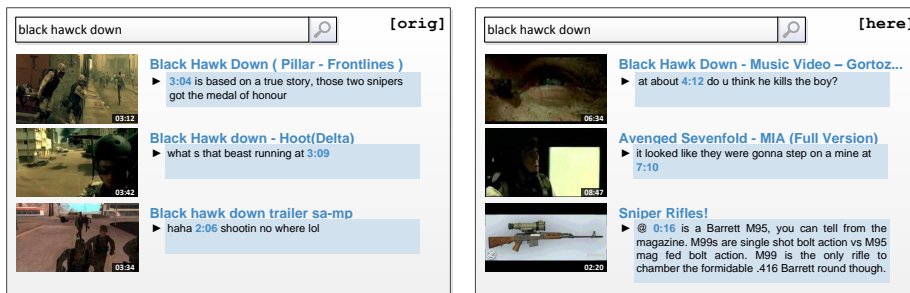 black hawck down
[orig]
Black Hawk Down ( Pillar - Frontlines )
► 3:04 is based on a true story, those two snipers
got the medal of honour
03:12
Black Hawk down - Hoot(Delta)
► what s that beast running at 3:09
03:42
Black hawk down trailer sa-mp
► haha 2:06 shootin no where lol
03:34
black hawck down
[here]
Black Hawk Down - Music Video – Gortoz...
► at about 4:12 do u think he kills the boy?
06:34
Avenged Sevenfold - MIA (Full Version)
► it looked like they were gonna step on a mine at
7:10
08:47
Sniper Rifles!
► @ 0:16 is a Barrett M95, you can tell from the
magazine. M99s are single shot bolt action vs M95
mag fed bolt action. M99 is the only rifle to
chamber the formidable .416 Barrett round though.
02:20